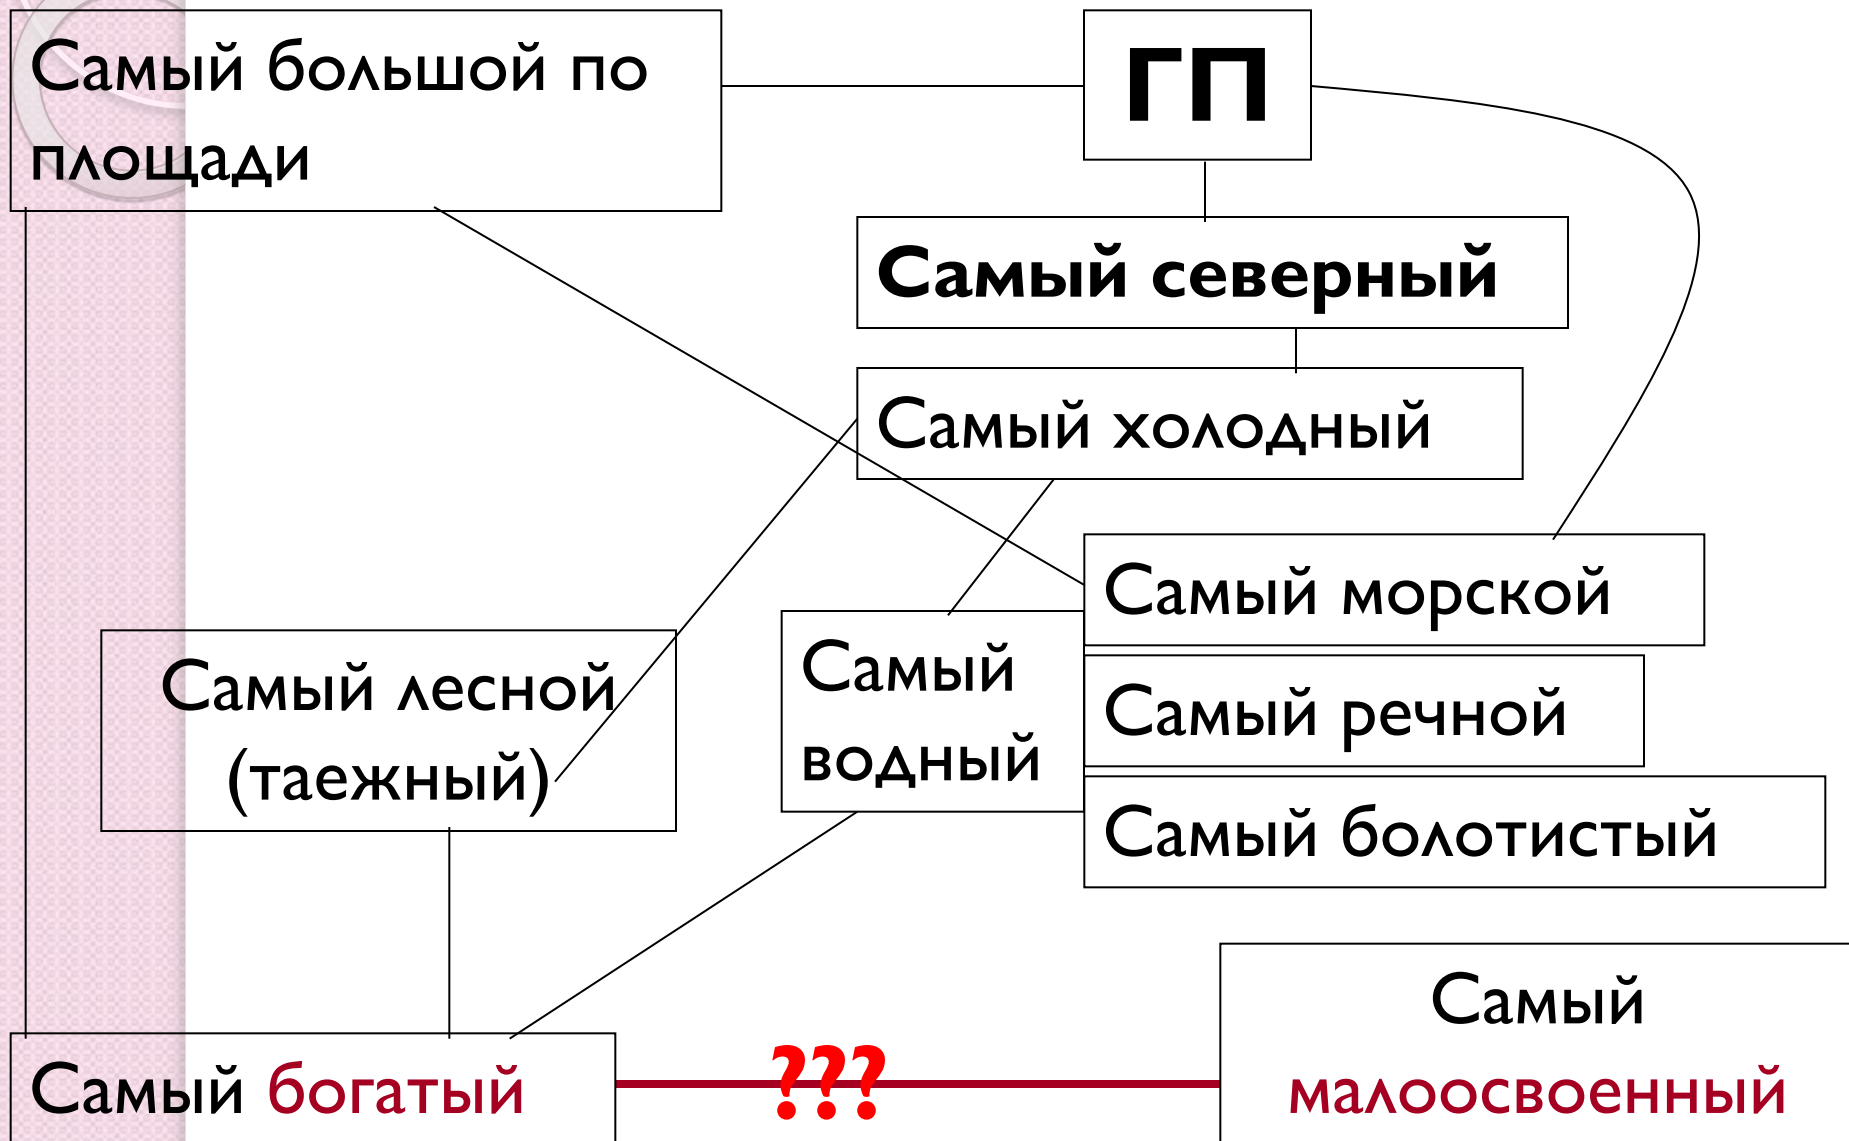 Самый большой по
площади
ГП
Самый северный
Самый холодный
Самый морской
Самый лесной
(таежный)
Самый
водный
Самый речной
Самый болотистый
Самый богатый
???
Самый
малоосвоенный